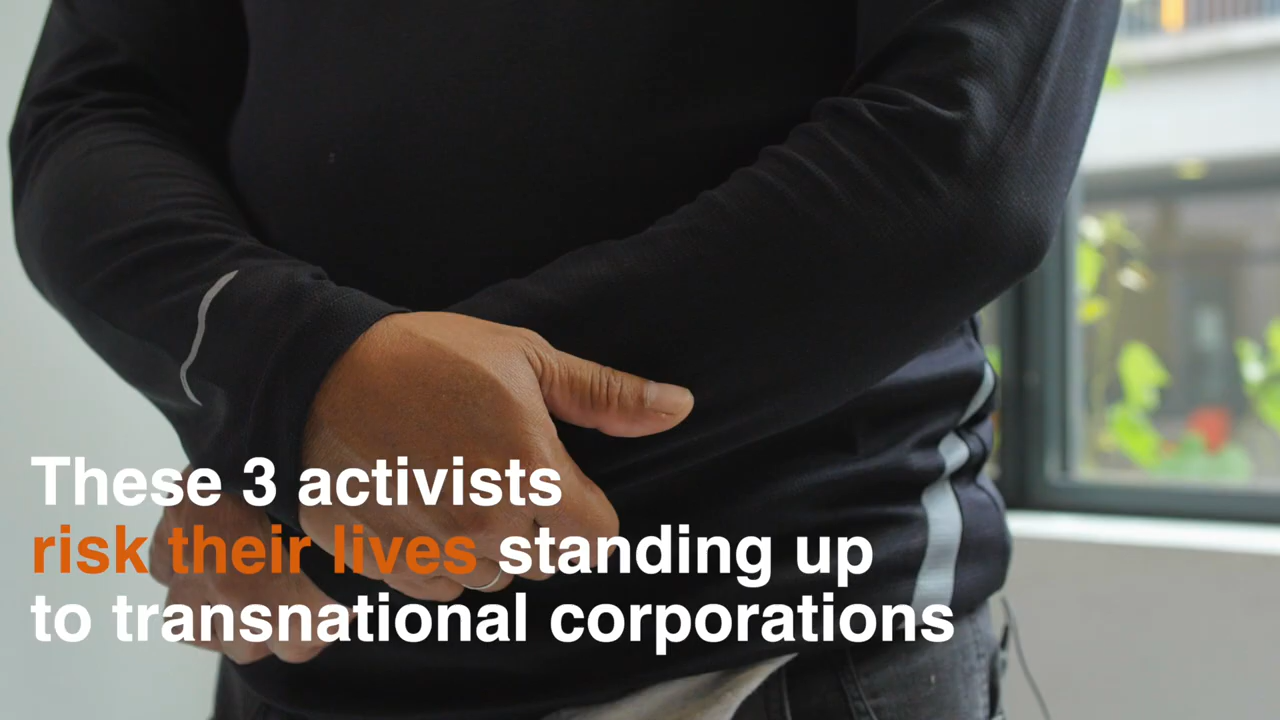 These 3 activists
risk their lives standing up
to transnational corporations